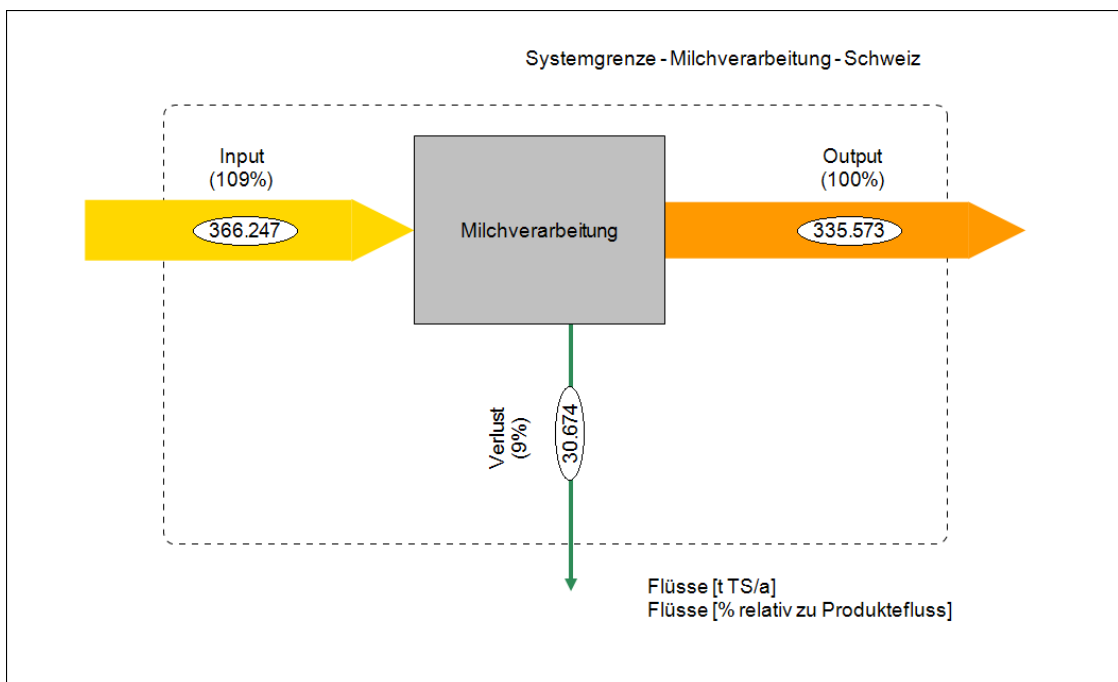 Systemgrenze - Milchverarbeitung - Schweiz
Input
(109%)
Output
(100%)
366.247
Milchverarbeitung
335.573
Verlust
(9%)
30.674
Flüsse [t TS/a]
Flüsse [% relativ zu Produktefluss]